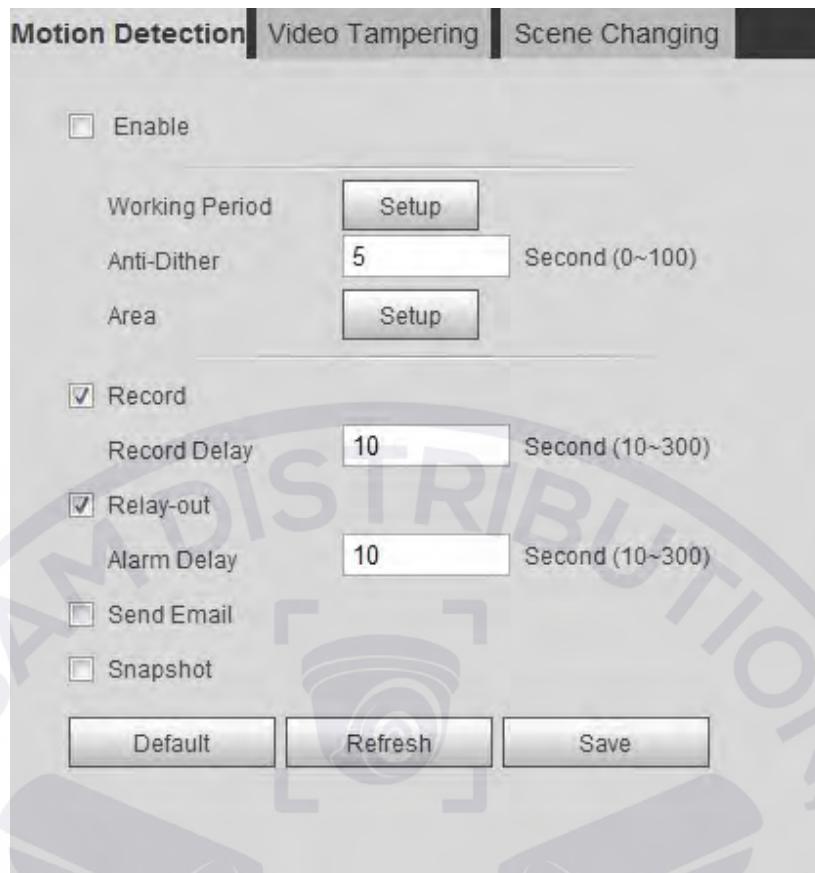 Motion Detection Video Tampering Scene Changing
Enable
Working Period Setup
Anti-Dither 5 Second (0~100)
Area Setup
Record
Record Delay 10 Second (10~300)
Relay-out
Alarm Delay 10 Second (10~300)
Send Email
Snapshot
Default Refresh Save
DISTRIBUTION